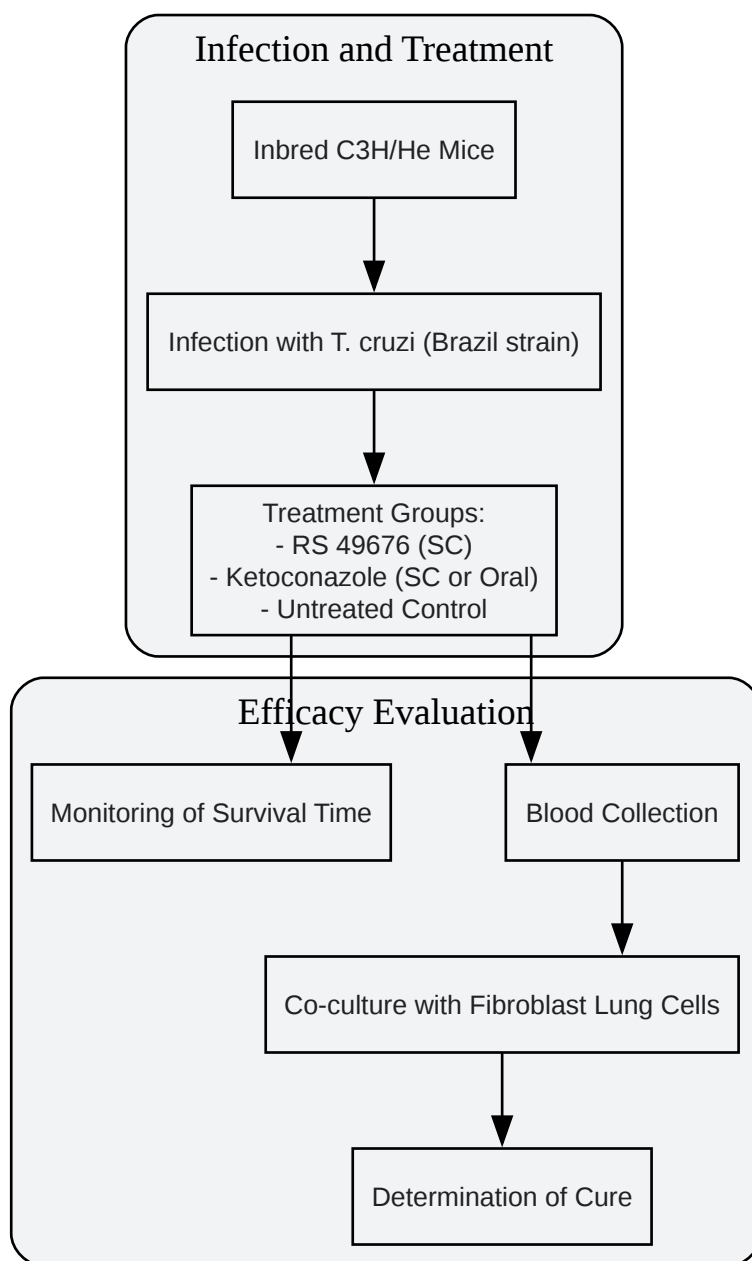 Infection and Treatment
Inbred C3H/He Mice
Infection with T. cruzi (Brazil strain)
Treatment Groups:
- RS 49676 (SC)
- Ketoconazole (SC or Oral)
- Untreated Control
Efficacy Evaluation
Monitoring of Survival Time
Blood Collection
Co-culture with Fibroblast Lung Cells
Determination of Cure